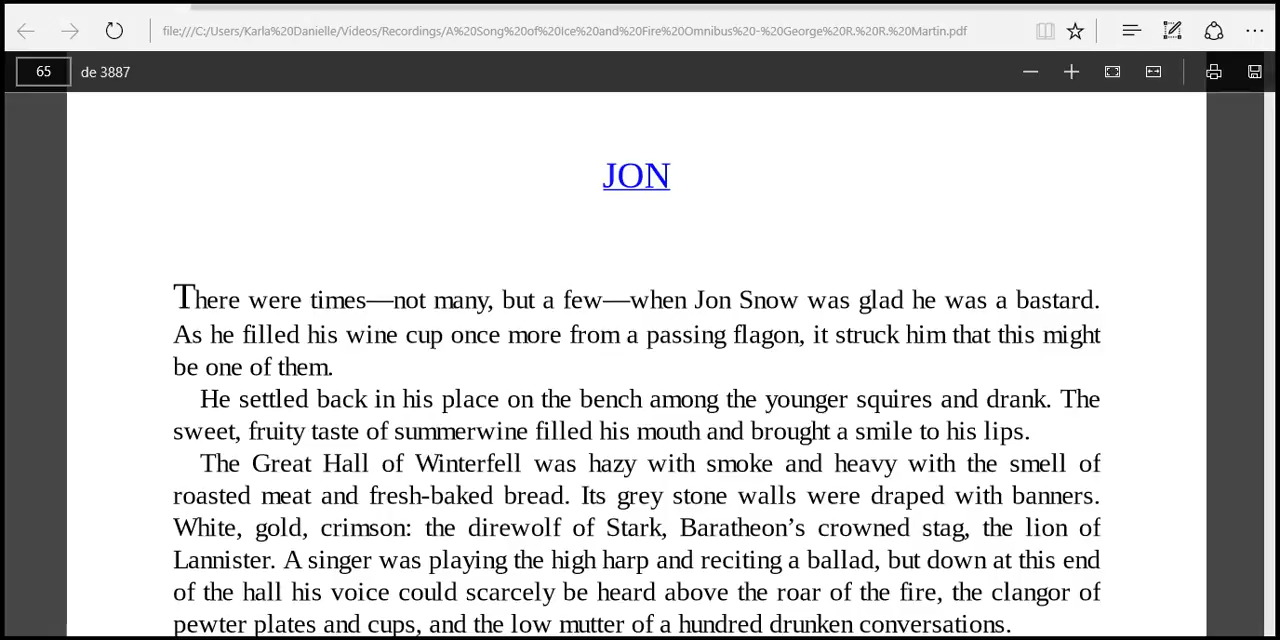 file:///C:/Users/Karla%20Danielle/Videos/Recordings/A%20Song%20of%20Ice%20and%20Fire%20Omnibus%20-%20George%20R.%20R.%20Martin.pdf
65 de 3887
JON
There were times—not many, but a few—when Jon Snow was glad he was a bastard.
As he filled his wine cup once more from a passing flagon, it struck him that this might
be one of them.
He settled back in his place on the bench among the younger squires and drank. The
sweet, fruity taste of summerwine filled his mouth and brought a smile to his lips.
The Great Hall of Winterfell was hazy with smoke and heavy with the smell of
roasted meat and fresh-baked bread. Its grey stone walls were draped with banners.
White, gold, crimson: the direwolf of Stark, Baratheon’s crowned stag, the lion of
Lannister. A singer was playing the high harp and reciting a ballad, but down at this end
of the hall his voice could scarcely be heard above the roar of the fire, the clangor of
pewter plates and cups, and the low mutter of a hundred drunken conversations.